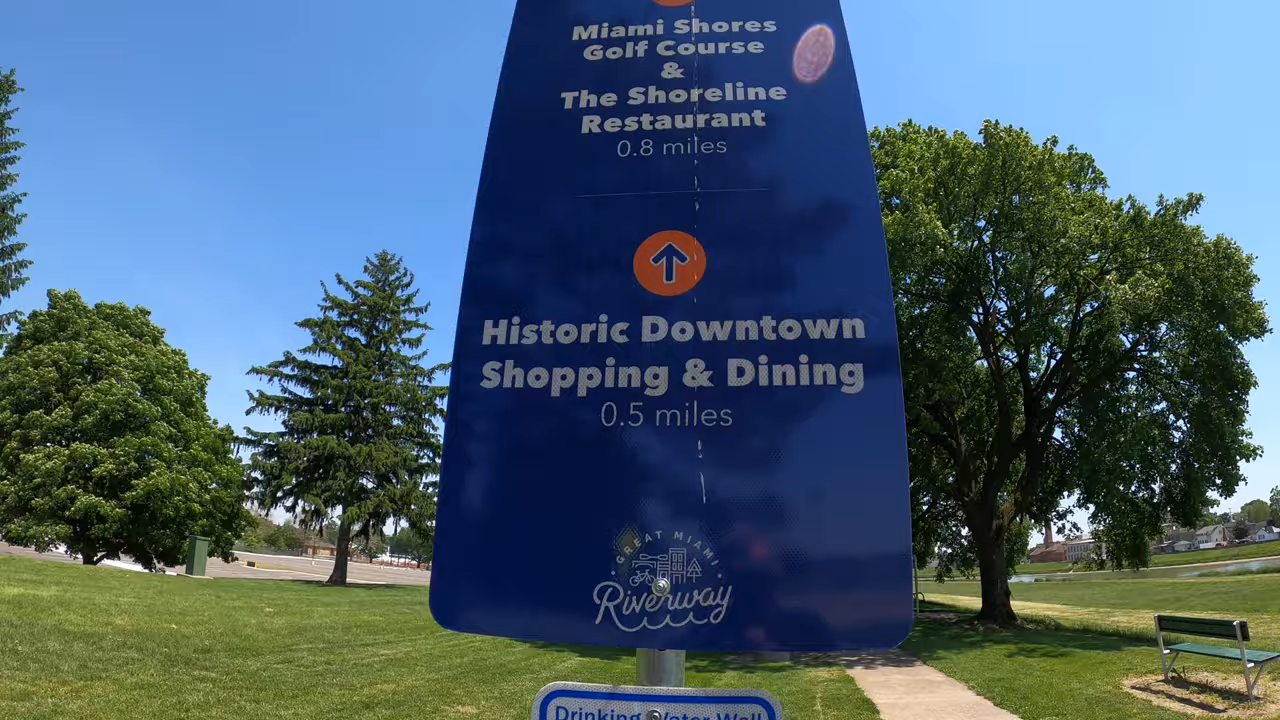 Miami Shores
Golf Course
&
The Shoreline
Restaurant
0.8 miles
Historic Downtown
Shopping & Dining
0.5 miles
GREAT MIAMI
Riverway
Drinking Water Well